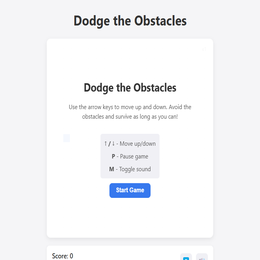 Dodge the Obstacles
Dodge the Obstacles
Use the arrow keys to move up and down. Avoid the
obstacles and survive as long as you can!
↑ / ↓ - Move up/down
P - Pause game
M - Toggle sound
Start Game
Score: 0